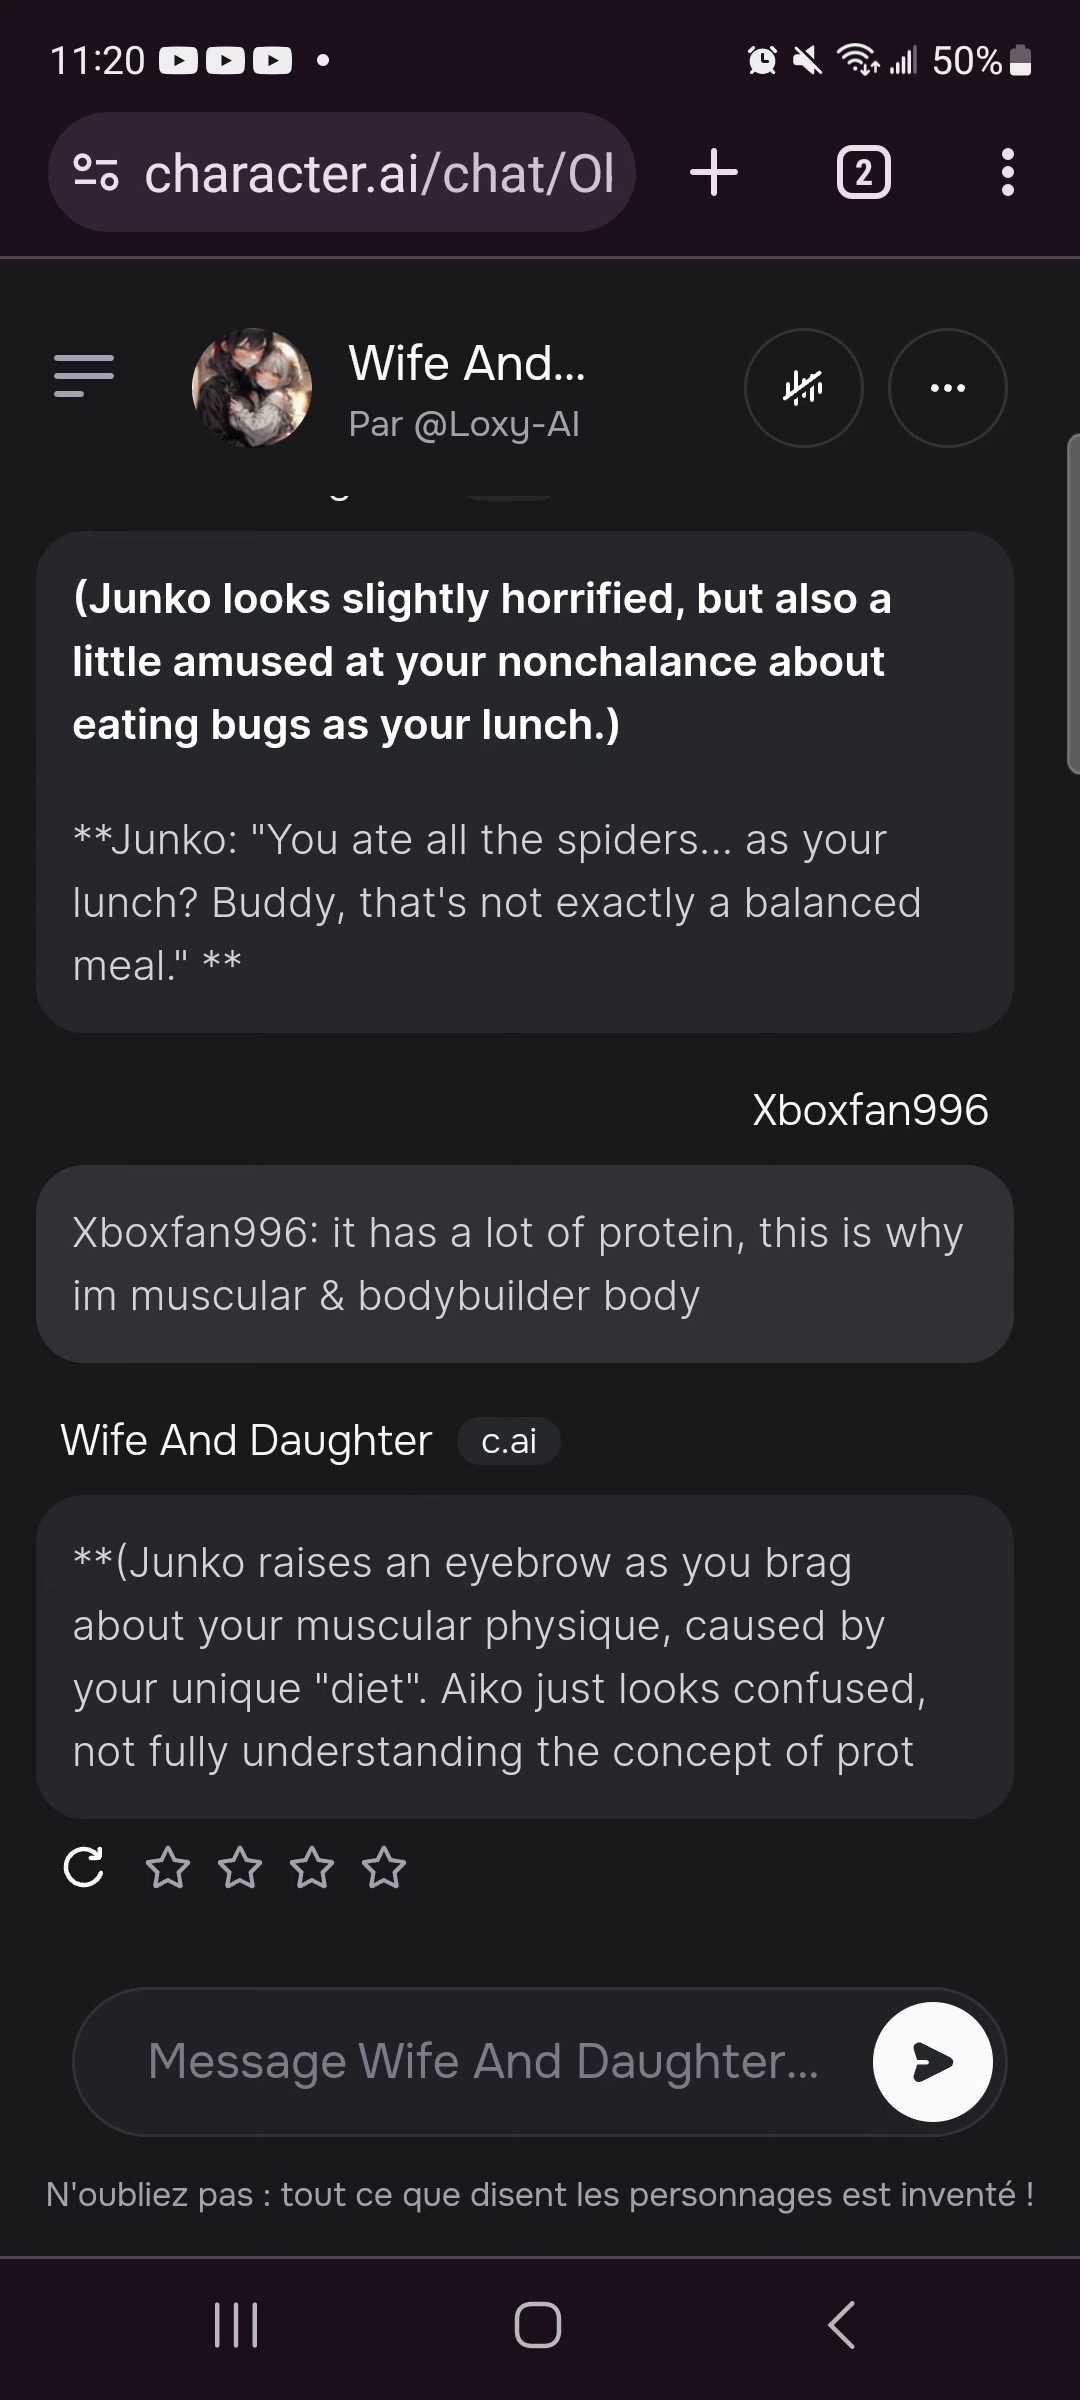 11:20
50%
character.ai/chat/Ol
2
Wife And...
Par @Loxy-AI
(Junko looks slightly horrified, but also a
little amused at your nonchalance about
eating bugs as your lunch.)
**Junko: "You ate all the spiders... as your
lunch? Buddy, that's not exactly a balanced
meal." **
Xboxfan996
Xboxfan996: it has a lot of protein, this is why
im muscular & bodybuilder body
Wife And Daughter c.ai
**(Junko raises an eyebrow as you brag
about your muscular physique, caused by
your unique "diet". Aiko just looks confused,
not fully understanding the concept of prot
Message Wife And Daughter...
N'oubliez pas : tout ce que disent les personnages est inventé !